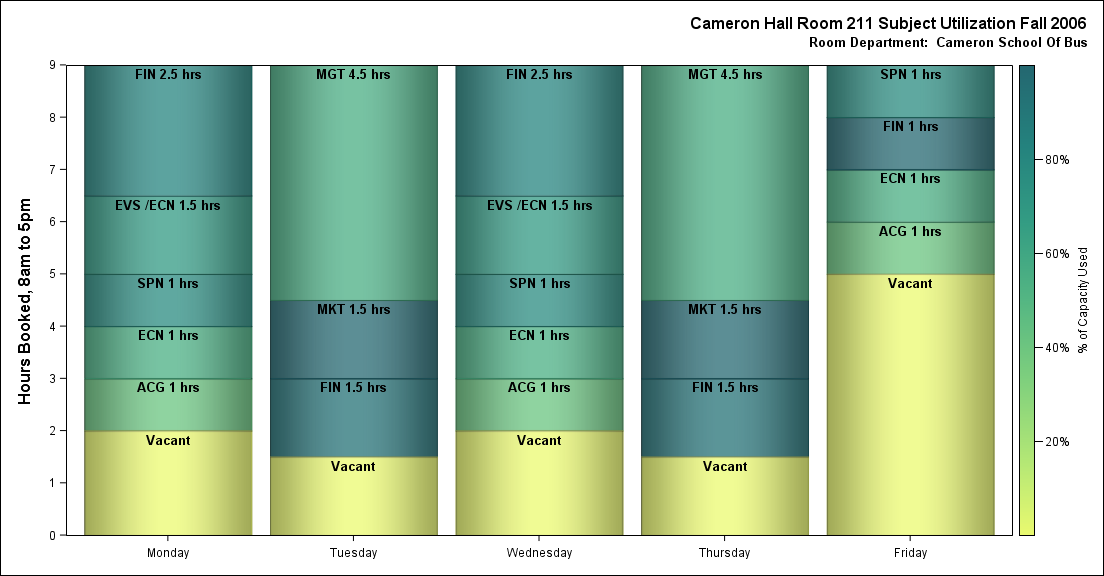 Cameron Hall Room 211 Subject Utilization Fall 2006
Room Department:  Cameron School Of Bus
Hours Booked, 8am to 5pm
9
8
7
6
5
4
3
2
1
0
FIN 2.5 hrs
EVS /ECN 1.5 hrs
SPN 1 hrs
ECN 1 hrs
ACG 1 hrs
Vacant
Monday
MGT 4.5 hrs
MKT 1.5 hrs
FIN 1.5 hrs
Vacant
Tuesday
FIN 2.5 hrs
EVS /ECN 1.5 hrs
SPN 1 hrs
ECN 1 hrs
ACG 1 hrs
Vacant
Wednesday
MGT 4.5 hrs
MKT 1.5 hrs
FIN 1.5 hrs
Vacant
Thursday
SPN 1 hrs
FIN 1 hrs
ECN 1 hrs
ACG 1 hrs
Vacant
Friday
80%
60%
40%
20%
% of Capacity Used